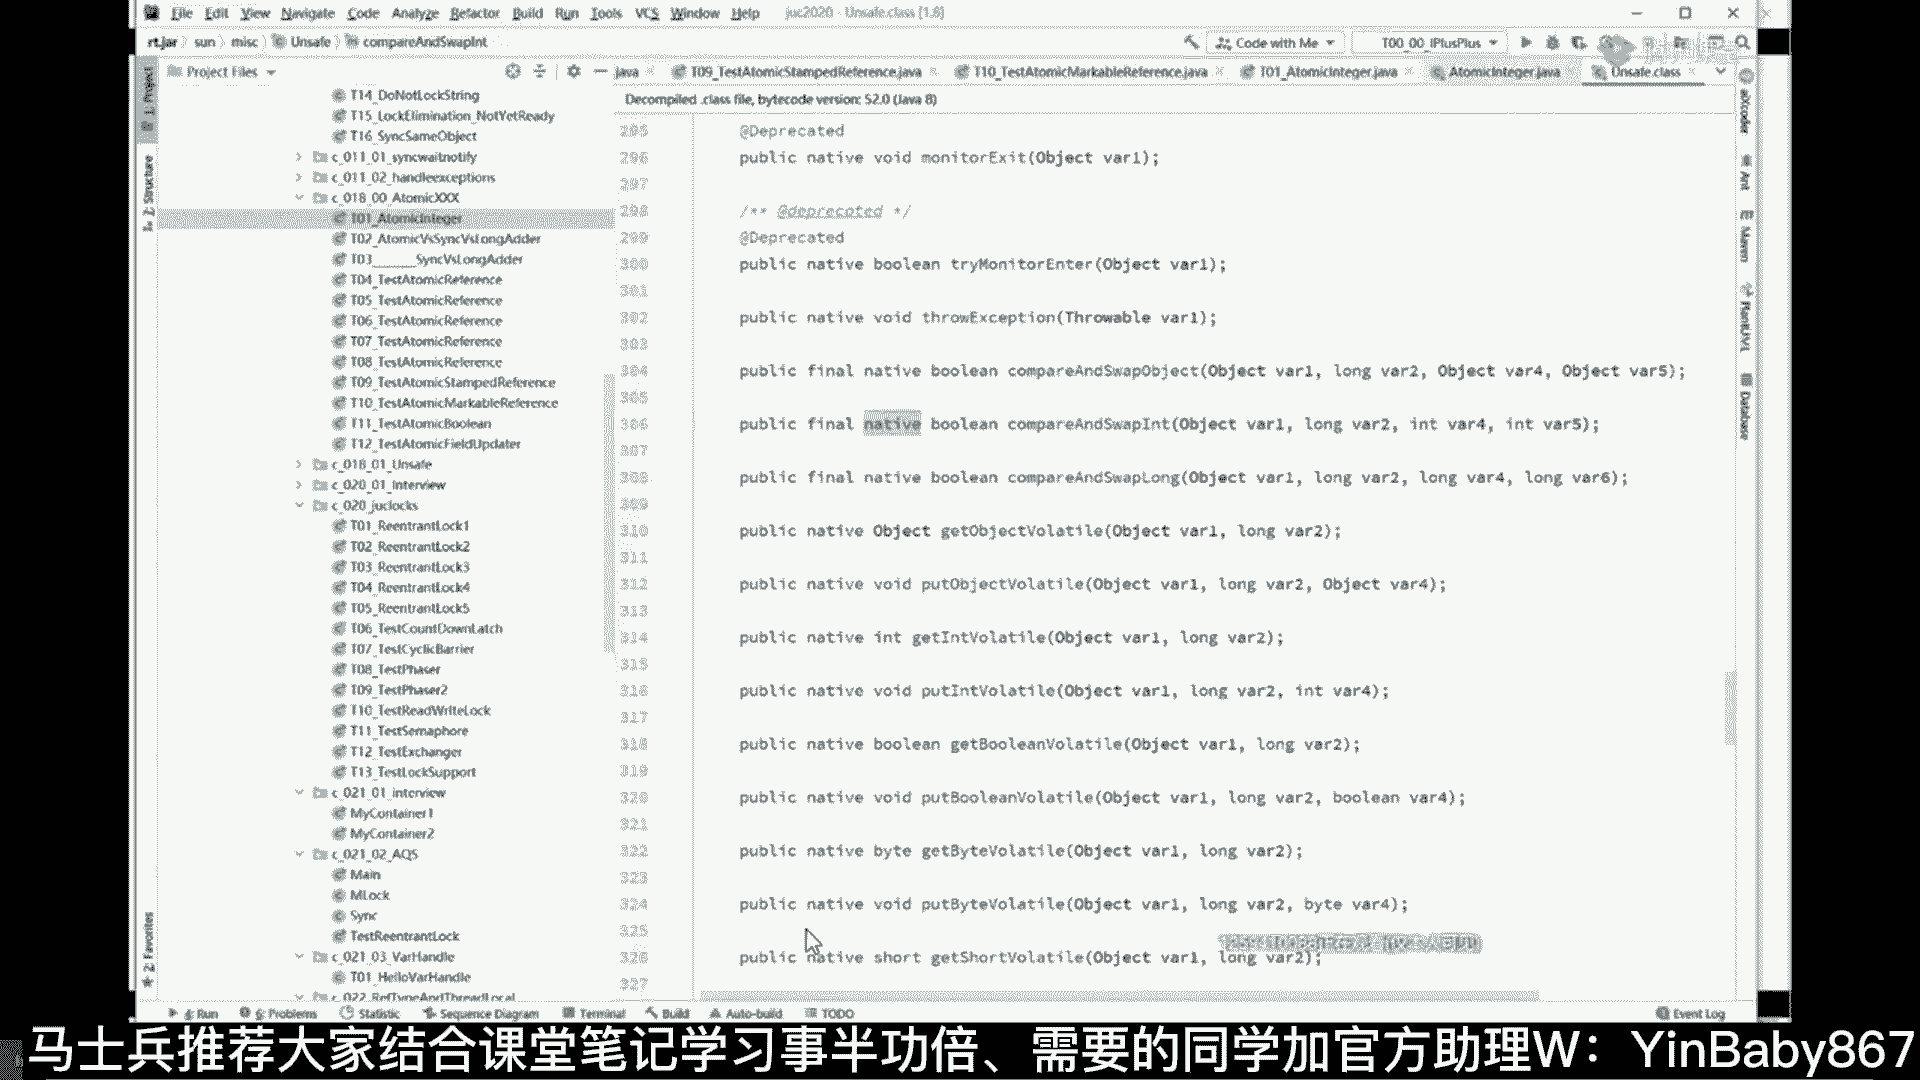 File Edit View Navigate Code Analyze Refactor Build Run Tools VCS Window Help juc2020 - Unsafe.class [1.8]
rt.jar sun misc Unsafe compareAndSwapInt Code with Me T00_00_IPlusPlus
Project Files java T09_TestAtomicStampedReference.java T10_TestAtomicMarkableReference.java T01_AtomicInteger.java AtomicInteger.java Unsafe.class
Decompiled .class file, bytecode version: 52.0 (Java 8)
1: Project
2: Structure
2: Favorites
T14_DoNotLockString
T15_LockElimination_NotYetReady
T16_SyncSameObject
c_011_01_syncwaitnotify
c_011_02_handleexceptions
c_018_00_AtomicXXX
T01_AtomicInteger
T02_AtomicVsSyncVsLongAdder
T03______SyncVsLongAdder
T04_TestAtomicReference
T05_TestAtomicReference
T06_TestAtomicReference
T07_TestAtomicReference
T08_TestAtomicReference
T09_TestAtomicStampedReference
T10_TestAtomicMarkableReference
T11_TestAtomicBoolean
T12_TestAtomicFieldUpdater
c_018_01_Unsafe
c_020_01_Interview
c_020_juclocks
T01_ReentrantLock1
T02_ReentrantLock2
T03_ReentrantLock3
T04_ReentrantLock4
T05_ReentrantLock5
T06_TestCountDownLatch
T07_TestCyclicBarrier
T08_TestPhaser
T09_TestPhaser2
T10_TestReadWriteLock
T11_TestSemaphore
T12_TestExchanger
T13_TestLockSupport
c_021_01_interview
MyContainer1
MyContainer2
c_021_02_AQS
Main
MLock
Sync
TestReentrantLock
c_021_03_VarHandle
T01_HelloVarHandle
c_022_RefTypeAndThreadLocal
295 @Deprecated
296 public native void monitorExit(Object var1);
297
298 /** @deprecated */
299 @Deprecated
300 public native boolean tryMonitorEnter(Object var1);
301
302 public native void throwException(Throwable var1);
303
304 public final native boolean compareAndSwapObject(Object var1, long var2, Object var4, Object var5);
305
306 public final native boolean compareAndSwapInt(Object var1, long var2, int var4, int var5);
307
308 public final native boolean compareAndSwapLong(Object var1, long var2, long var4, long var6);
309
310 public native Object getObjectVolatile(Object var1, long var2);
311
312 public native void putObjectVolatile(Object var1, long var2, Object var4);
313
314 public native int getIntVolatile(Object var1, long var2);
315
316 public native void putIntVolatile(Object var1, long var2, int var4);
317
318 public native boolean getBooleanVolatile(Object var1, long var2);
319
320 public native void putBooleanVolatile(Object var1, long var2, boolean var4);
321
322 public native byte getByteVolatile(Object var1, long var2);
323
324 public native void putByteVolatile(Object var1, long var2, byte var4);
325
326 public native short getShortVolatile(Object var1, long var2);
327
aiXcoder
Ant
Maven
PlantUML
Database
4: Run 6: Problems Statistic Sequence Diagram Terminal Build Auto-build TODO Event Log
马士兵推荐大家结合课堂笔记学习事半功倍、需要的同学加官方助理W：YinBaby867